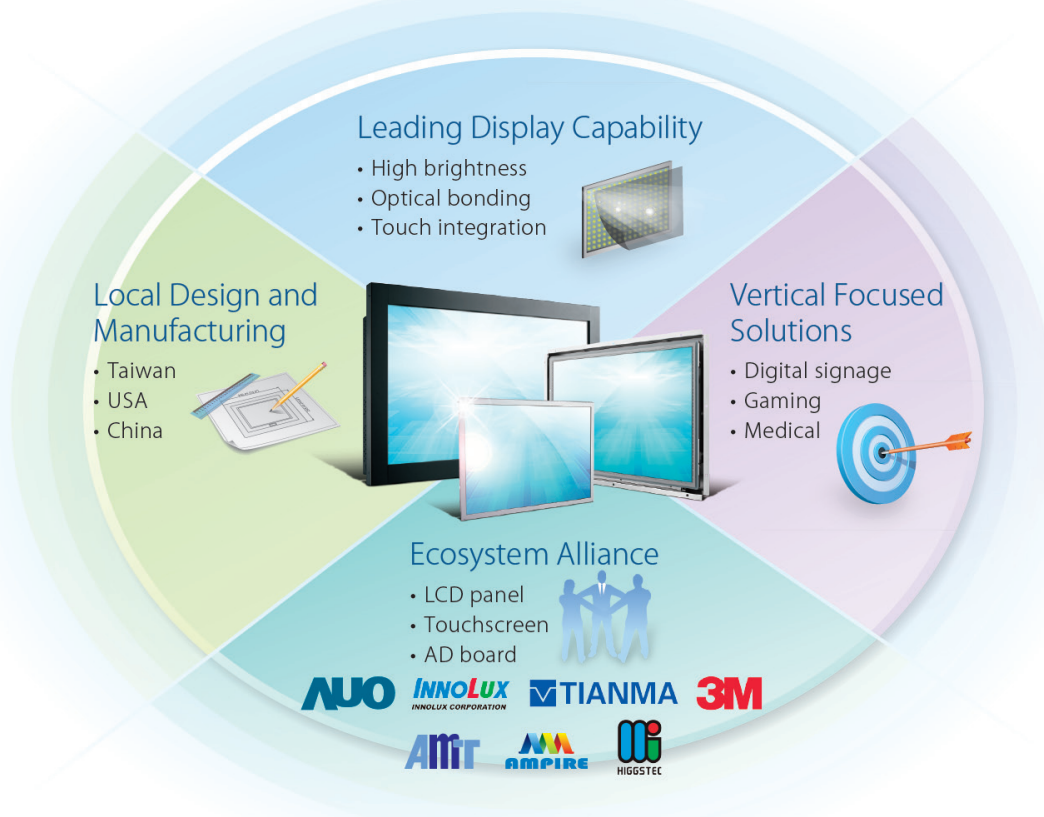 Leading Display Capability
• High brightness
• Optical bonding
• Touch integration
Local Design and
Manufacturing
• Taiwan
• USA
• China
Vertical Focused
Solutions
• Digital signage
• Gaming
• Medical
Ecosystem Alliance
• LCD panel
• Touchscreen
• AD board
AUO
INNOLUX
INNOLUX CORPORATION
TIANMA
3M
AMT
AMPIRE
HIGGSTEC